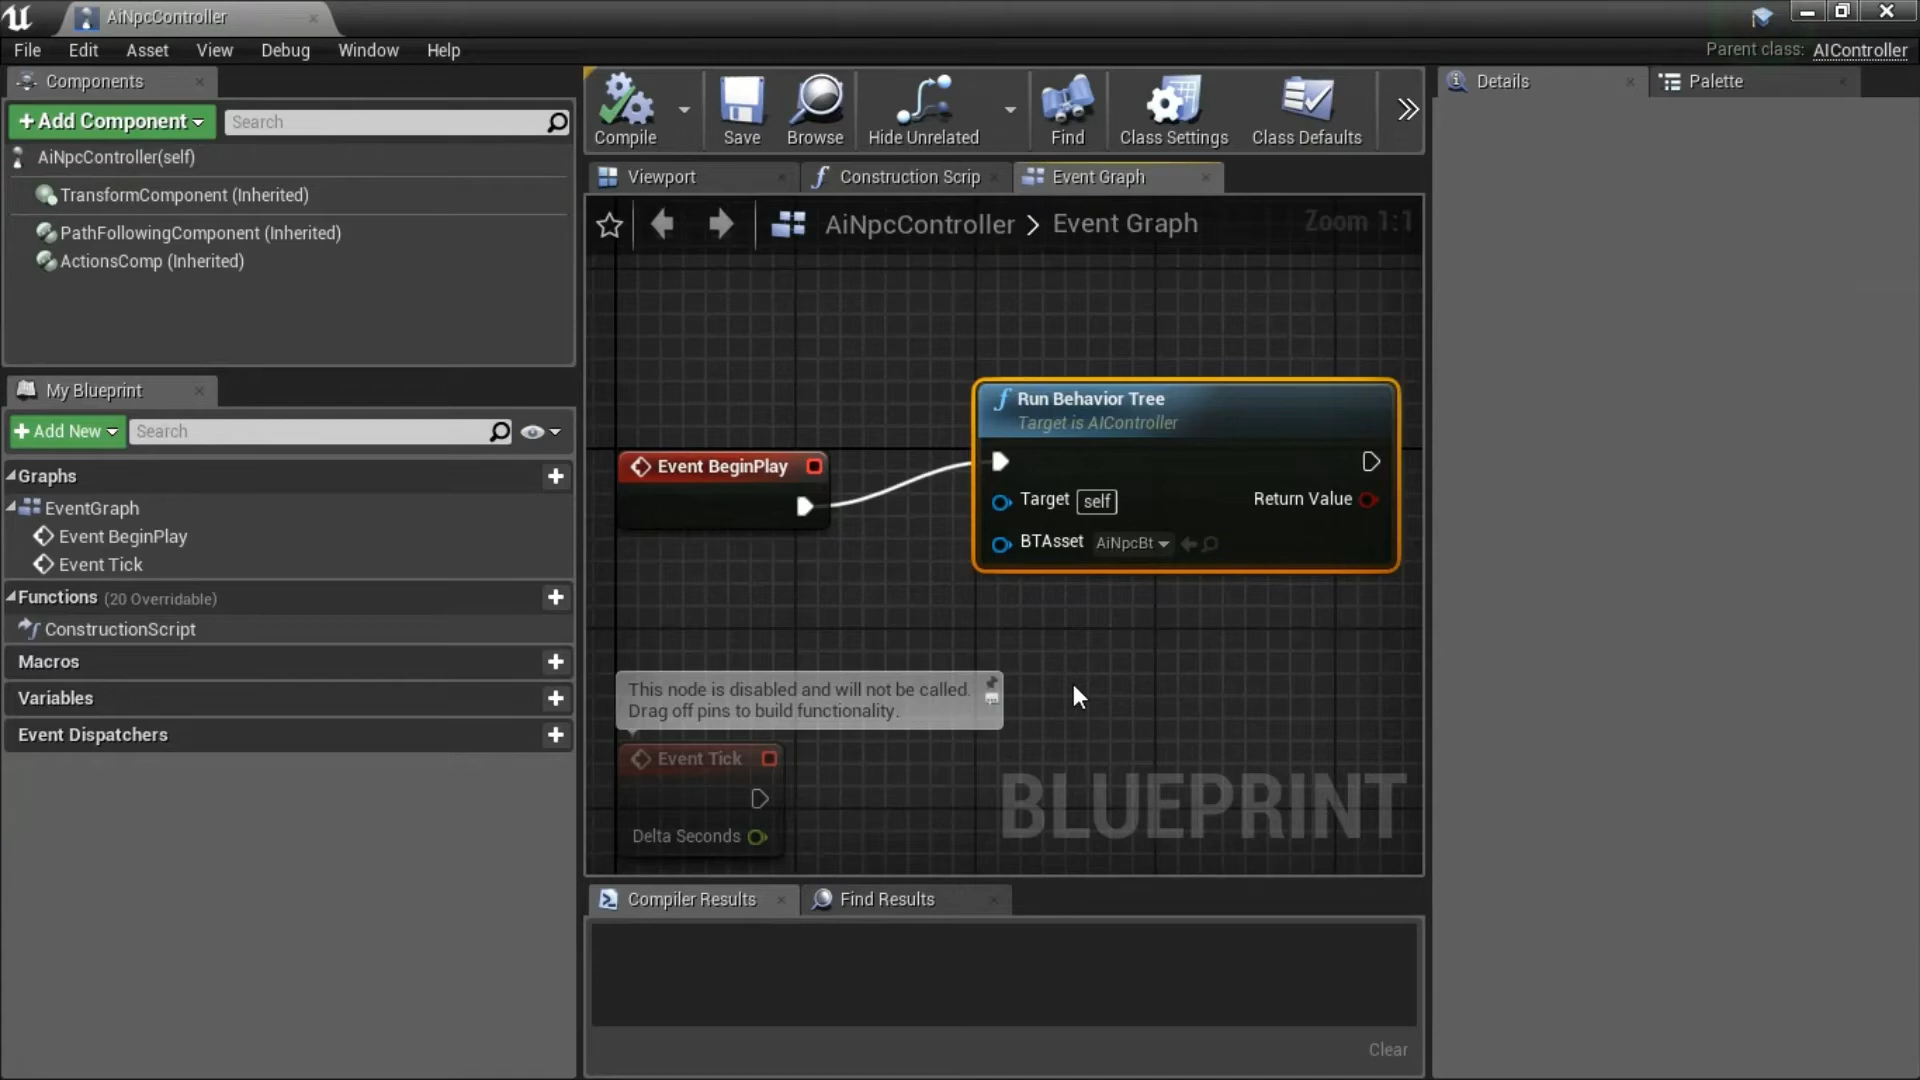 AiNpcController
File Edit Asset View Debug Window Help
Parent class: AIController
Components
+Add Component
Search
AiNpcController(self)
TransformComponent (Inherited)
PathFollowingComponent (Inherited)
ActionsComp (Inherited)
My Blueprint
+Add New
Search
Graphs
EventGraph
Event BeginPlay
Event Tick
Functions (20 Overridable)
ConstructionScript
Macros
Variables
Event Dispatchers
Compile
Save
Browse
Hide Unrelated
Find
Class Settings
Class Defaults
Viewport
Construction Scrip
Event Graph
AiNpcController > Event Graph
Zoom 1:1
Event BeginPlay
Run Behavior Tree
Target is AIController
Target self
Return Value
BTAsset AiNpcBt
This node is disabled and will not be called.
Drag off pins to build functionality.
Event Tick
Delta Seconds
BLUEPRINT
Compiler Results
Find Results
Clear
Details
Palette